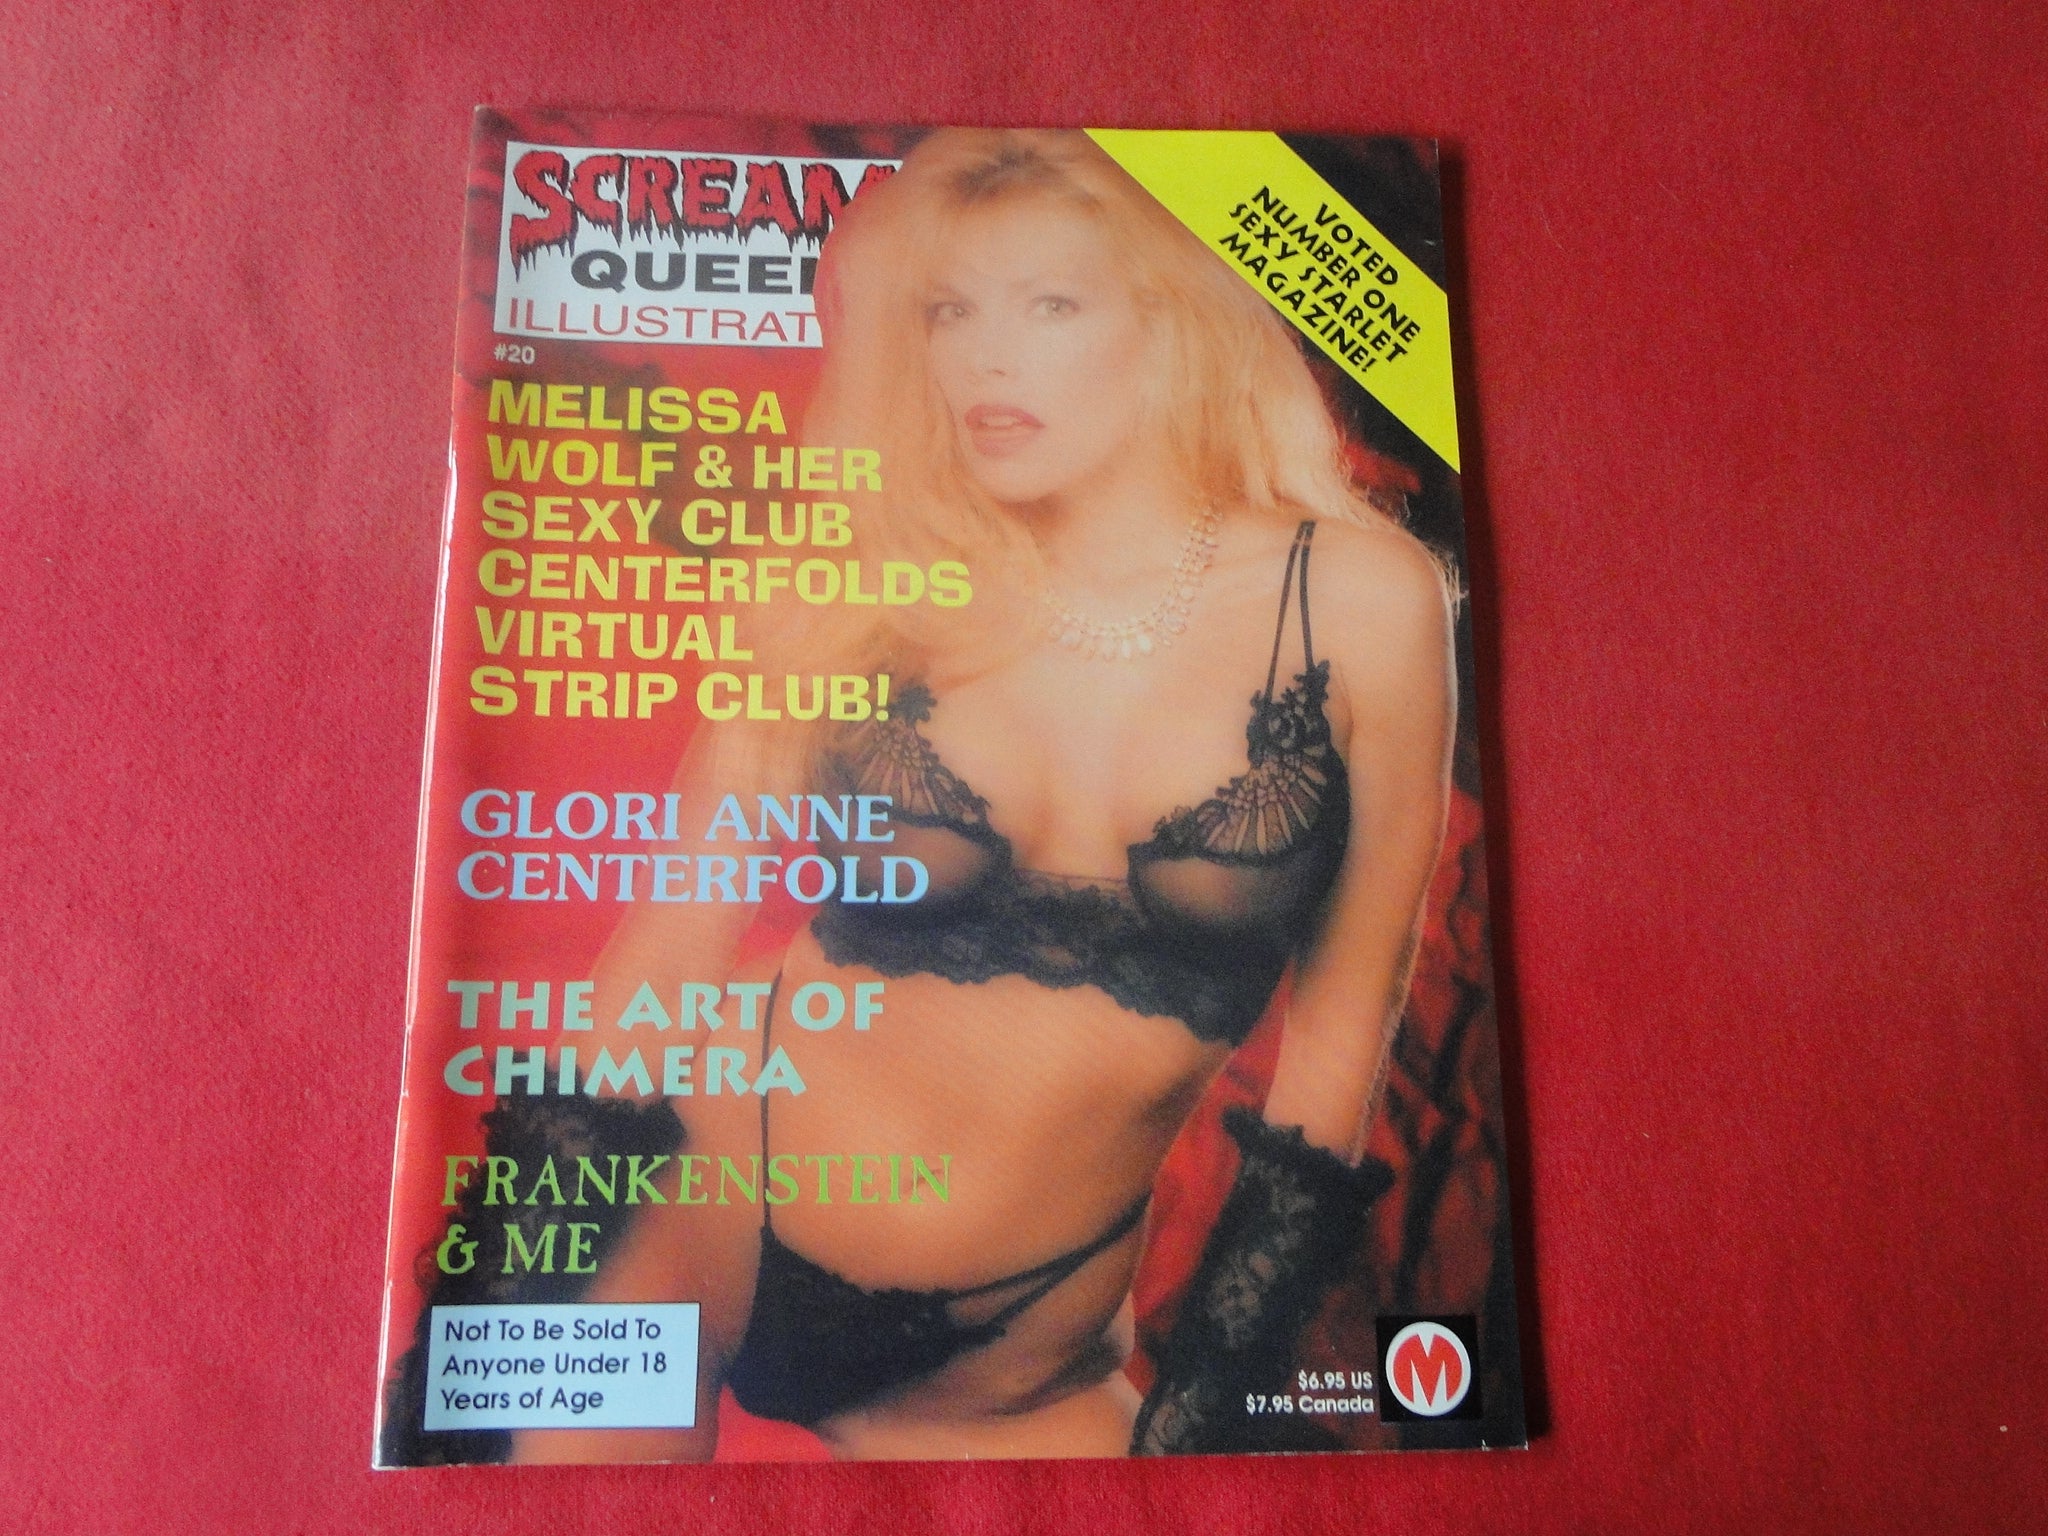 SCREAM
QUEE
ILLUSTRAT
#20
VOTED
NUMBER ONE
SEXY STARLET
MAGAZINE!
MELISSA
WOLF & HER
SEXY CLUB
CENTERFOLDS
VIRTUAL
STRIP CLUB!
GLORI ANNE
CENTERFOLD
THE ART OF
CHIMERA
FRANKENSTEIN
& ME
Not To Be Sold To
Anyone Under 18
Years of Age
$6.95 US
$7.95 Canada
M